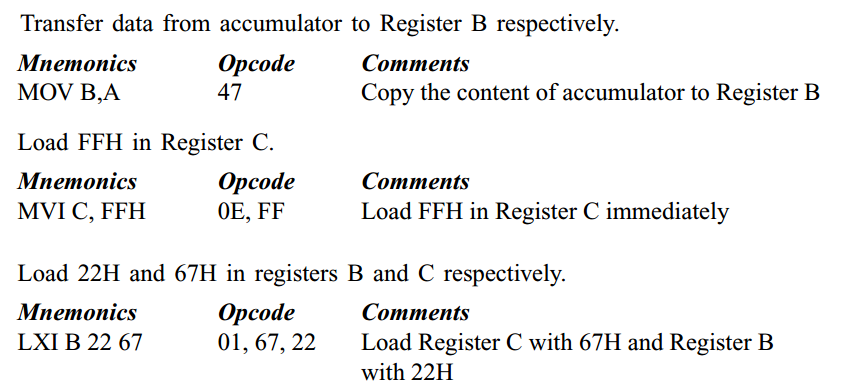 Transfer data from accumulator to Register B respectively.
Mnemonics Opcode Comments
MOV B,A 47 Copy the content of accumulator to Register B
Load FFH in Register C.
Mnemonics Opcode Comments
MVI C, FFH 0E, FF Load FFH in Register C immediately
Load 22H and 67H in registers B and C respectively.
Mnemonics Opcode Comments
LXI B 22 67 01, 67, 22 Load Register C with 67H and Register B
with 22H